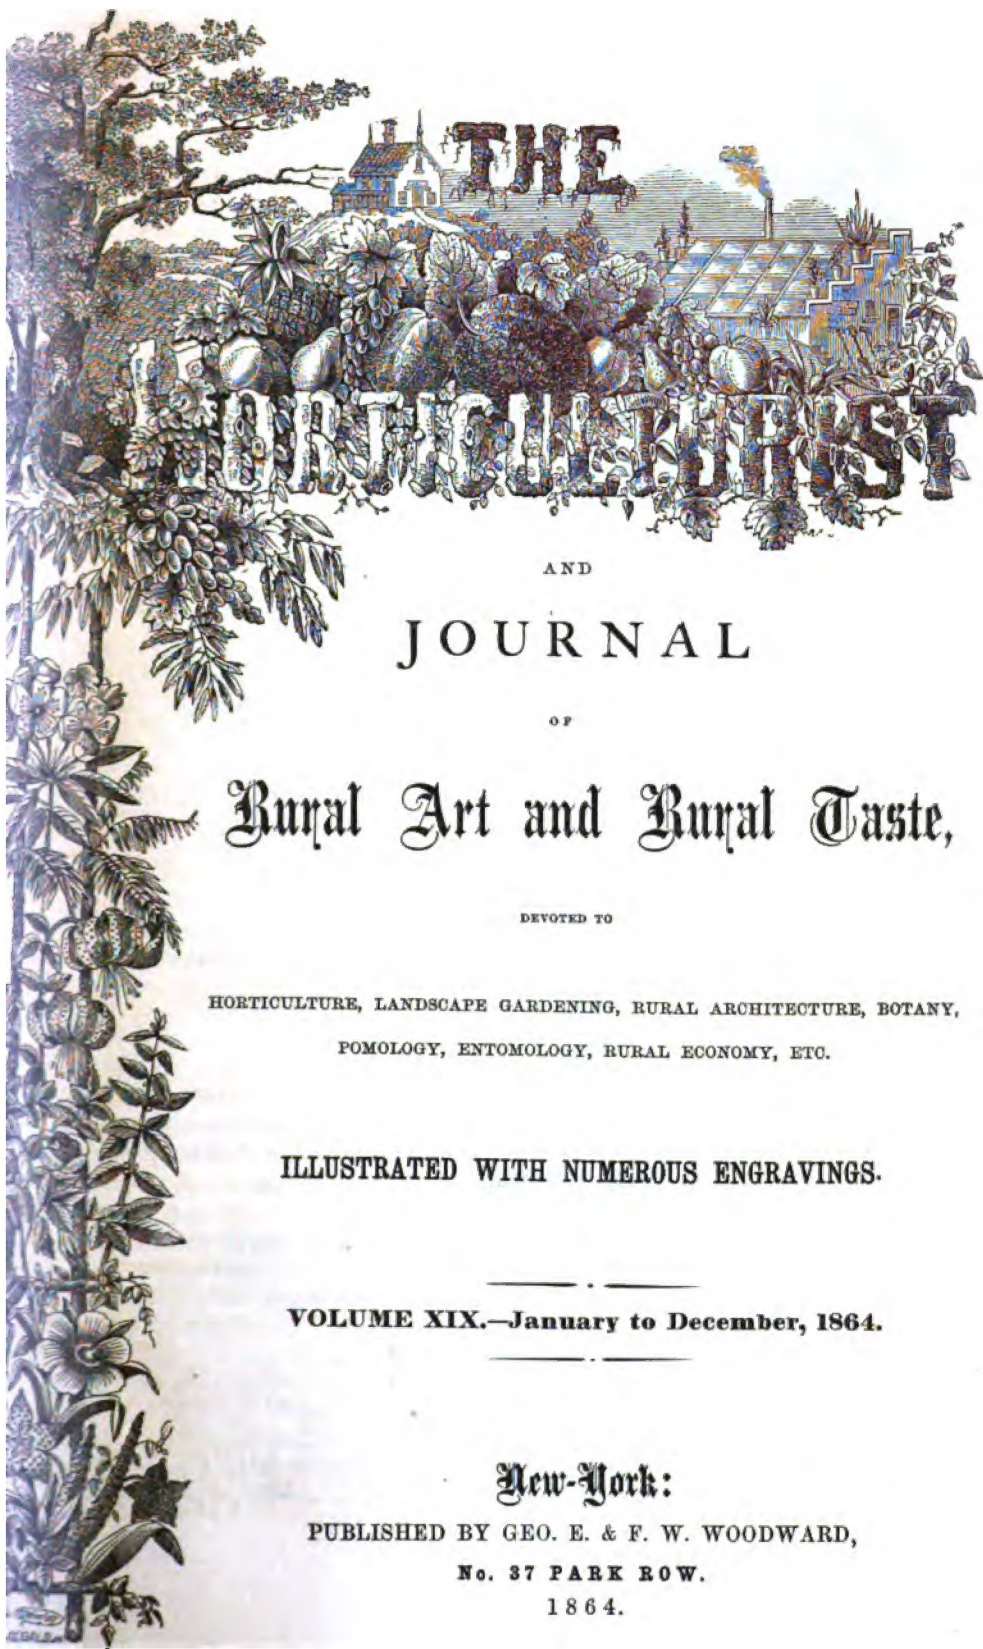 THE
HORTICULTURIST
AND
JOURNAL
OF
Rural Art and Rural Taste,
DEVOTED TO
HORTICULTURE, LANDSCAPE GARDENING, RURAL ARCHITECTURE, BOTANY,
POMOLOGY, ENTOMOLOGY, RURAL ECONOMY, ETC.
ILLUSTRATED WITH NUMEROUS ENGRAVINGS.
VOLUME XIX.—January to December, 1864.
New-York:
PUBLISHED BY GEO. E. & F. W. WOODWARD,
No. 37 PARK ROW.
1864.